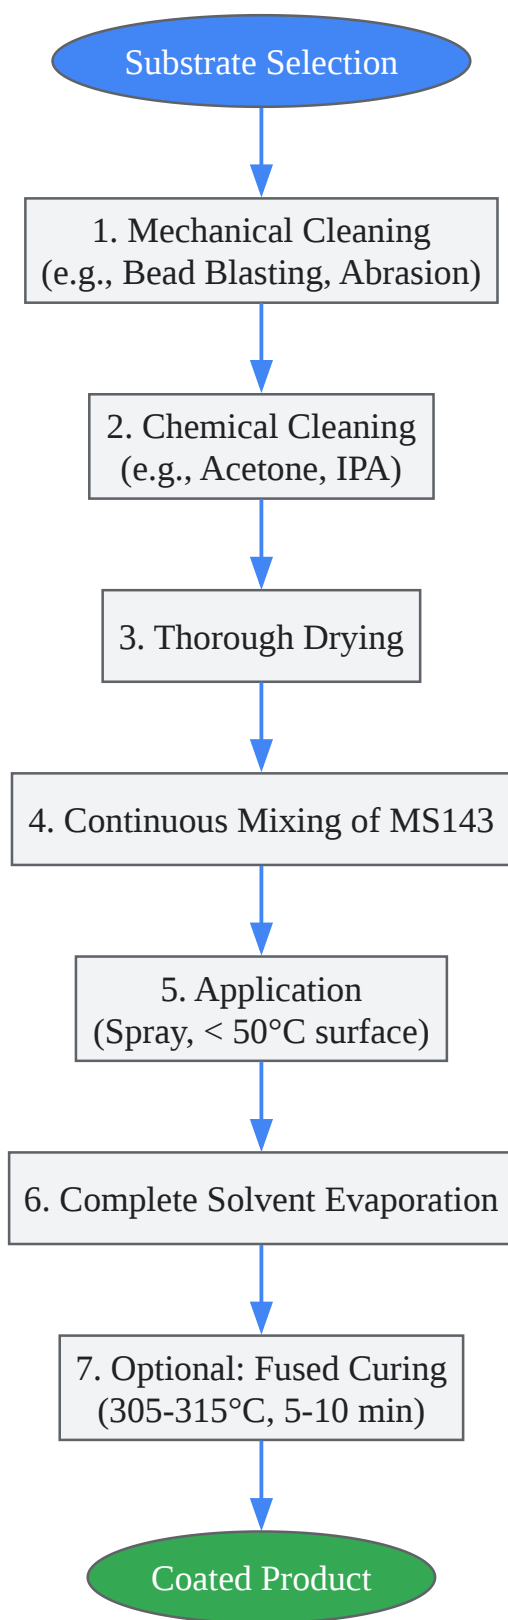 Substrate Selection
1. Mechanical Cleaning
(e.g., Bead Blasting, Abrasion)
2. Chemical Cleaning
(e.g., Acetone, IPA)
3. Thorough Drying
4. Continuous Mixing of MS143
5. Application
(Spray, < 50°C surface)
6. Complete Solvent Evaporation
7. Optional: Fused Curing
(305-315°C, 5-10 min)
Coated Product